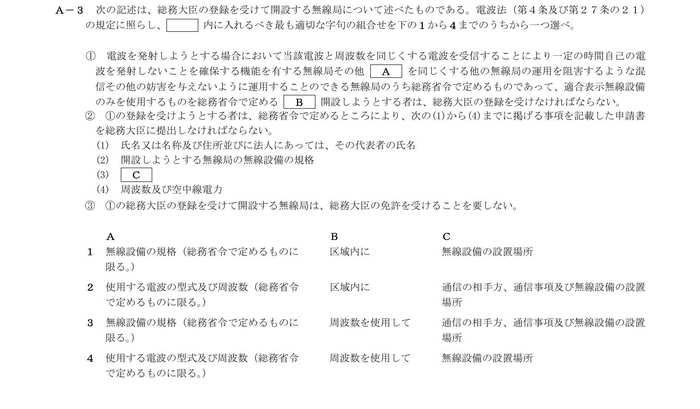 A－3　次の記述は、総務大臣の登録を受けて開設する無線局について述べたものである。電波法（第４条及び第２７条の２１）
の規定に照らし、　　　内に入れるべき最も適切な字句の組合せを下の1から4までのうちから一つ選べ。
①　電波を発射しようとする場合において当該電波と周波数を同じくする電波を受信することにより一定の時間自己の電
波を発射しないことを確保する機能を有する無線局その他 A を同じくする他の無線局の運用を阻害するような混
信その他の妨害を与えないように運用することのできる無線局のうち総務省令で定めるものであって、適合表示無線設備
のみを使用するものを総務省令で定める B 開設しようとする者は、総務大臣の登録を受けなければならない。
②　①の登録を受けようとする者は、総務省令で定めるところにより、次の(1)から(4)までに掲げる事項を記載した申請書
を総務大臣に提出しなければならない。
(1)　氏名又は名称及び住所並びに法人にあっては、その代表者の氏名
(2)　開設しようとする無線局の無線設備の規格
(3)　C
(4)　周波数及び空中線電力
③　①の総務大臣の登録を受けて開設する無線局は、総務大臣の免許を受けることを要しない。
A　B　C
1　無線設備の規格（総務省令で定めるものに　区域内に　無線設備の設置場所
限る。）
2　使用する電波の型式及び周波数（総務省令　区域内に　通信の相手方、通信事項及び無線設備の設置
で定めるものに限る。）　場所
3　無線設備の規格（総務省令で定めるものに　周波数を使用して　通信の相手方、通信事項及び無線設備の設置
限る。）　場所
4　使用する電波の型式及び周波数（総務省令　周波数を使用して　無線設備の設置場所
で定めるものに限る。）